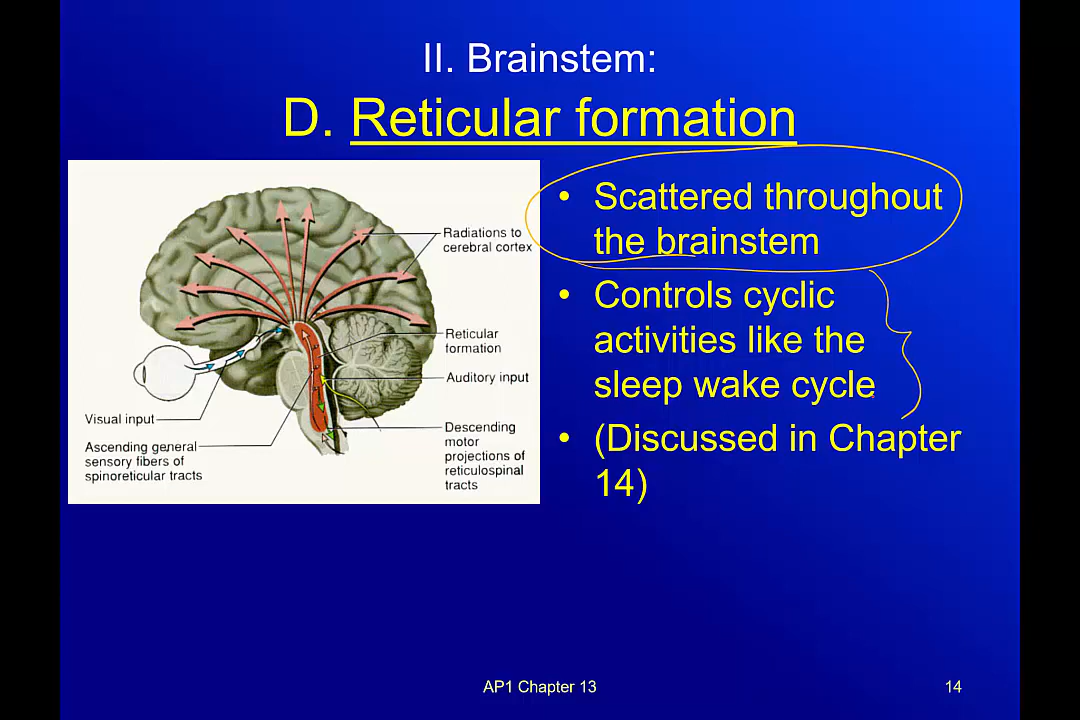 II. Brainstem:
D. Reticular formation
• Scattered throughout
the brainstem
• Controls cyclic
activities like the
sleep wake cycle
• (Discussed in Chapter
14)
Radiations to
cerebral cortex
Reticular
formation
Auditory input
Descending
motor
projections of
reticulospinal
tracts
Visual input
Ascending general
sensory fibers of
spinoreticular tracts
AP1 Chapter 13
14